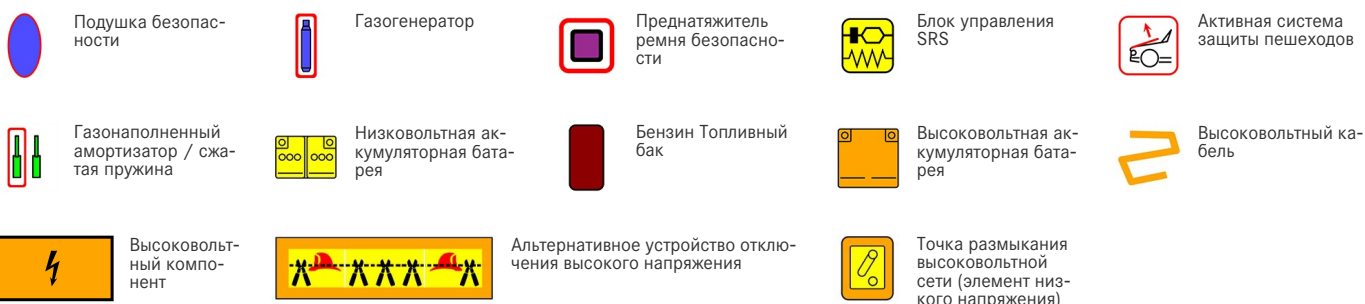 Подушка безопас-
ности
Газогенератор
Преднатяжитель
ремня безопасно-
сти
Блок управления
SRS
Активная система
защиты пешеходов
Газонаполненный
амортизатор / сжа-
тая пружина
Низковольтная ак-
кумуляторная бата-
рея
Бензин Топливный
бак
Высоковольтная ак-
кумуляторная бата-
рея
Высоковольтный ка-
бель
Высоковольт-
ный компо-
нент
Альтернативное устройство отклю-
чения высокого напряжения
Точка размыкания
высоковольтной
сети (элемент низ-
кого напряжения)